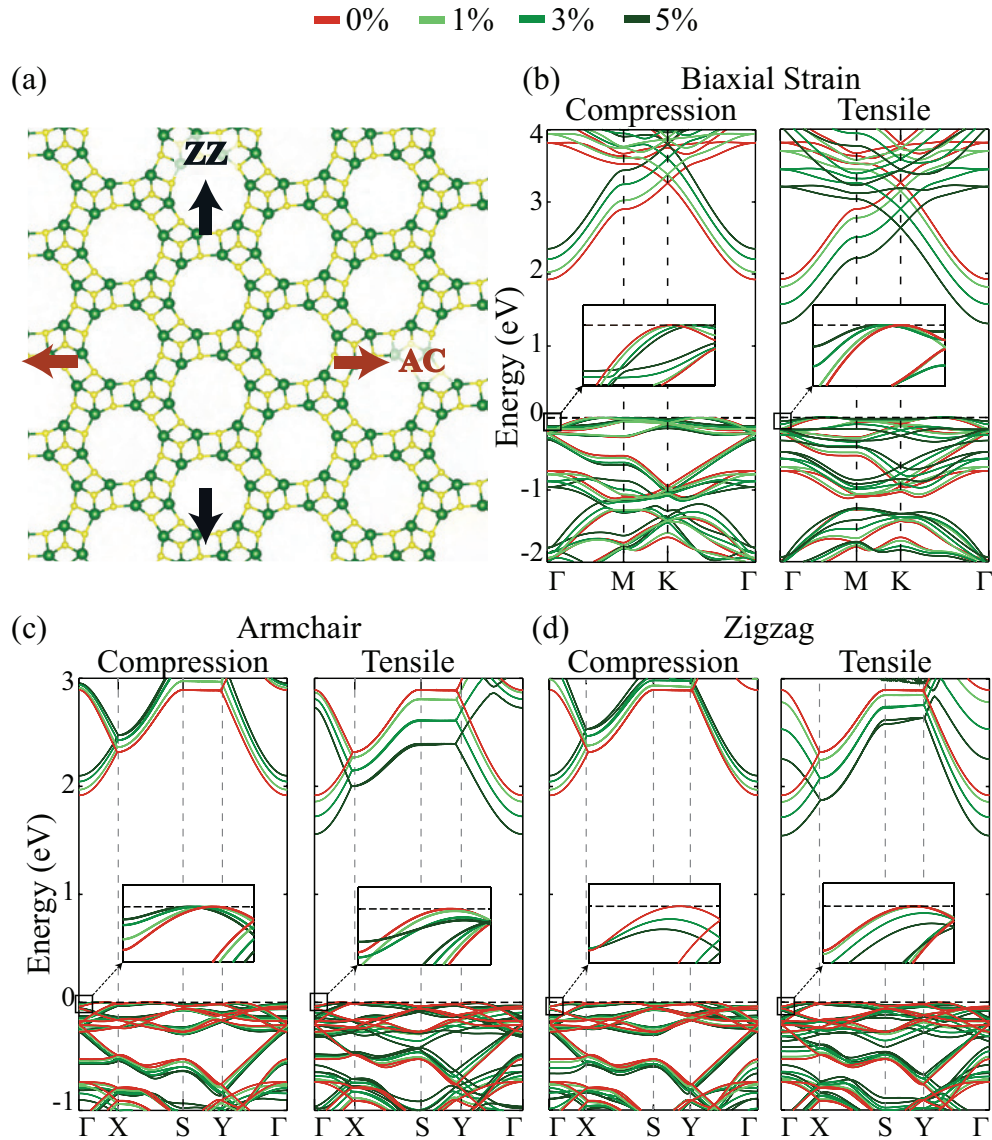 0% 1% 3% 5%
(a)
ZZ
AC
(b) Biaxial Strain
Compression Tensile
4
3
2
1
0
-1
-2
Energy (eV)
Γ M K Γ Γ M K Γ
(c) Armchair
Compression Tensile
(d) Zigzag
Compression Tensile
3
2
1
0
-1
Energy (eV)
Γ X S Y Γ Γ X S Y Γ Γ X S Y Γ Γ X S Y Γ